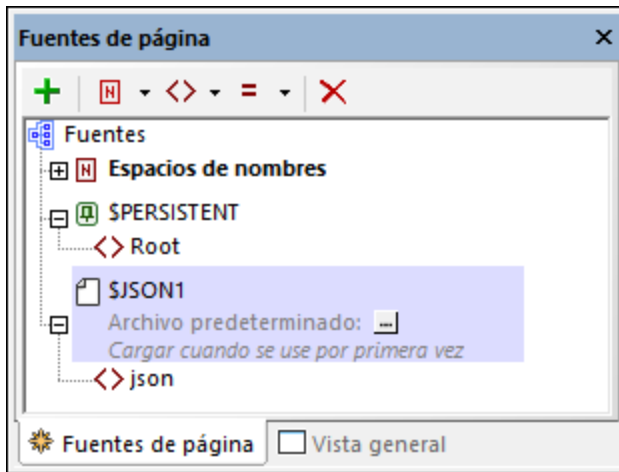 Fuentes de página
Fuentes
Espacios de nombres
$PERSISTENT
Root
$JSON1
Archivo predeterminado: ...
Cargar cuando se use por primera vez
json
Fuentes de página Vista general